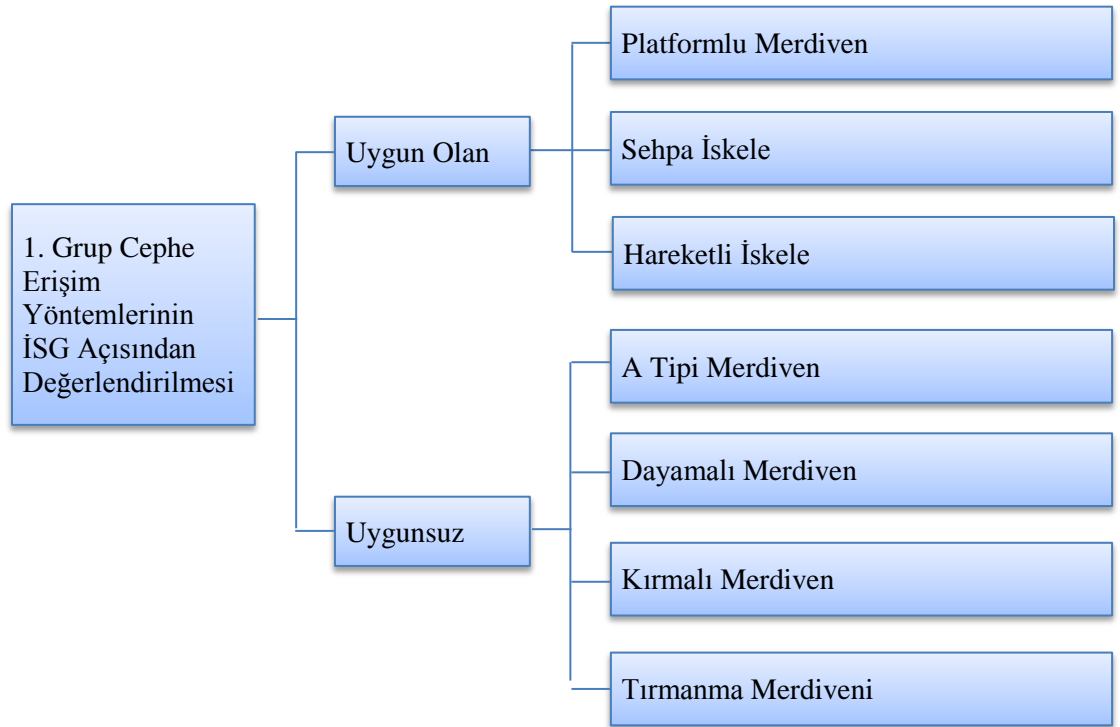 1. Grup Cephe
Erişim
Yöntemlerinin
İSG Açısından
Değerlendirilmesi
Uygun Olan
Platformlu Merdiven
Sehpa İskele
Hareketli İskele
Uygunsuz
A Tipi Merdiven
Dayamalı Merdiven
Kırmalı Merdiven
Tırmanma Merdiveni